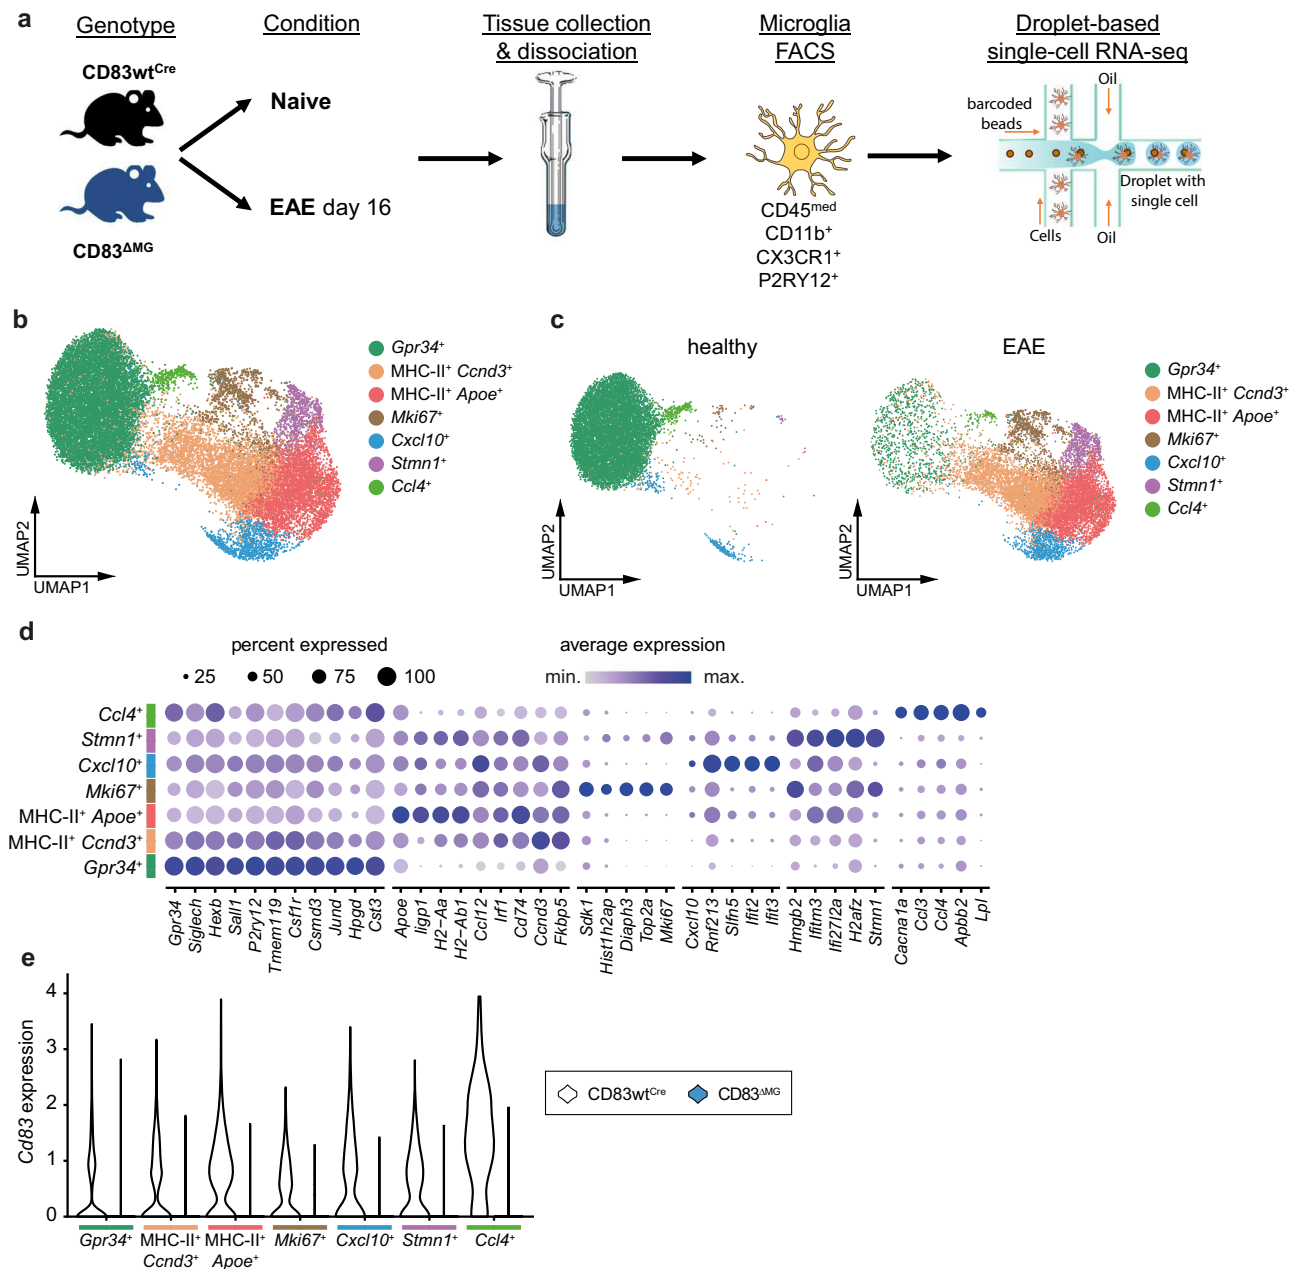 a
Genotype
Condition
Tissue collection
& dissociation
Microglia
FACS
Droplet-based
single-cell RNA-seq
CD83wtCre
CD83ΔMG
Naive
EAE day 16
CD45med
CD11b+
CX3CR1+
P2RY12+
Oil
barcoded
beads
Droplet with
single cell
Cells
Oil
b
Gpr34+
MHC-II+ Ccnd3+
MHC-II+ Apoe+
Mki67+
Cxcl10+
Stmn1+
Ccl4+
UMAP2
UMAP1
c
healthy
EAE
UMAP2
UMAP1
UMAP2
UMAP1
Gpr34+
MHC-II+ Ccnd3+
MHC-II+ Apoe+
Mki67+
Cxcl10+
Stmn1+
Ccl4+
d
percent expressed
25 50 75 100
average expression
min. max.
Ccl4+
Stmn1+
Cxcl10+
Mki67+
MHC-II+ Apoe+
MHC-II+ Ccnd3+
Gpr34+
Gpr34
Siglech
Hexb
Sall1
P2ry12
Tmem119
Csf1r
Csmd3
Jund
Hpgd
Cst3
Apoe
Iigp1
H2-Aa
H2-Ab1
Ccl12
Irf1
Cd74
Ccnd3
Fkbp5
Sdk1
Hist1h2ap
Diaph3
Top2a
Mki67
Cxcl10
Rnf213
Slfn5
Ifit2
Ifit3
Hmgb2
Ifitm3
Ifi27l2a
H2afz
Stmn1
Cacna1a
Ccl3
Ccl4
Apbb2
Lpl
e
Cd83 expression
4
3
2
1
0
Gpr34+
MHC-II+
Ccnd3+
MHC-II+
Apoe+
Mki67+
Cxcl10+
Stmn1+
Ccl4+
CD83wtCre
CD83ΔMG